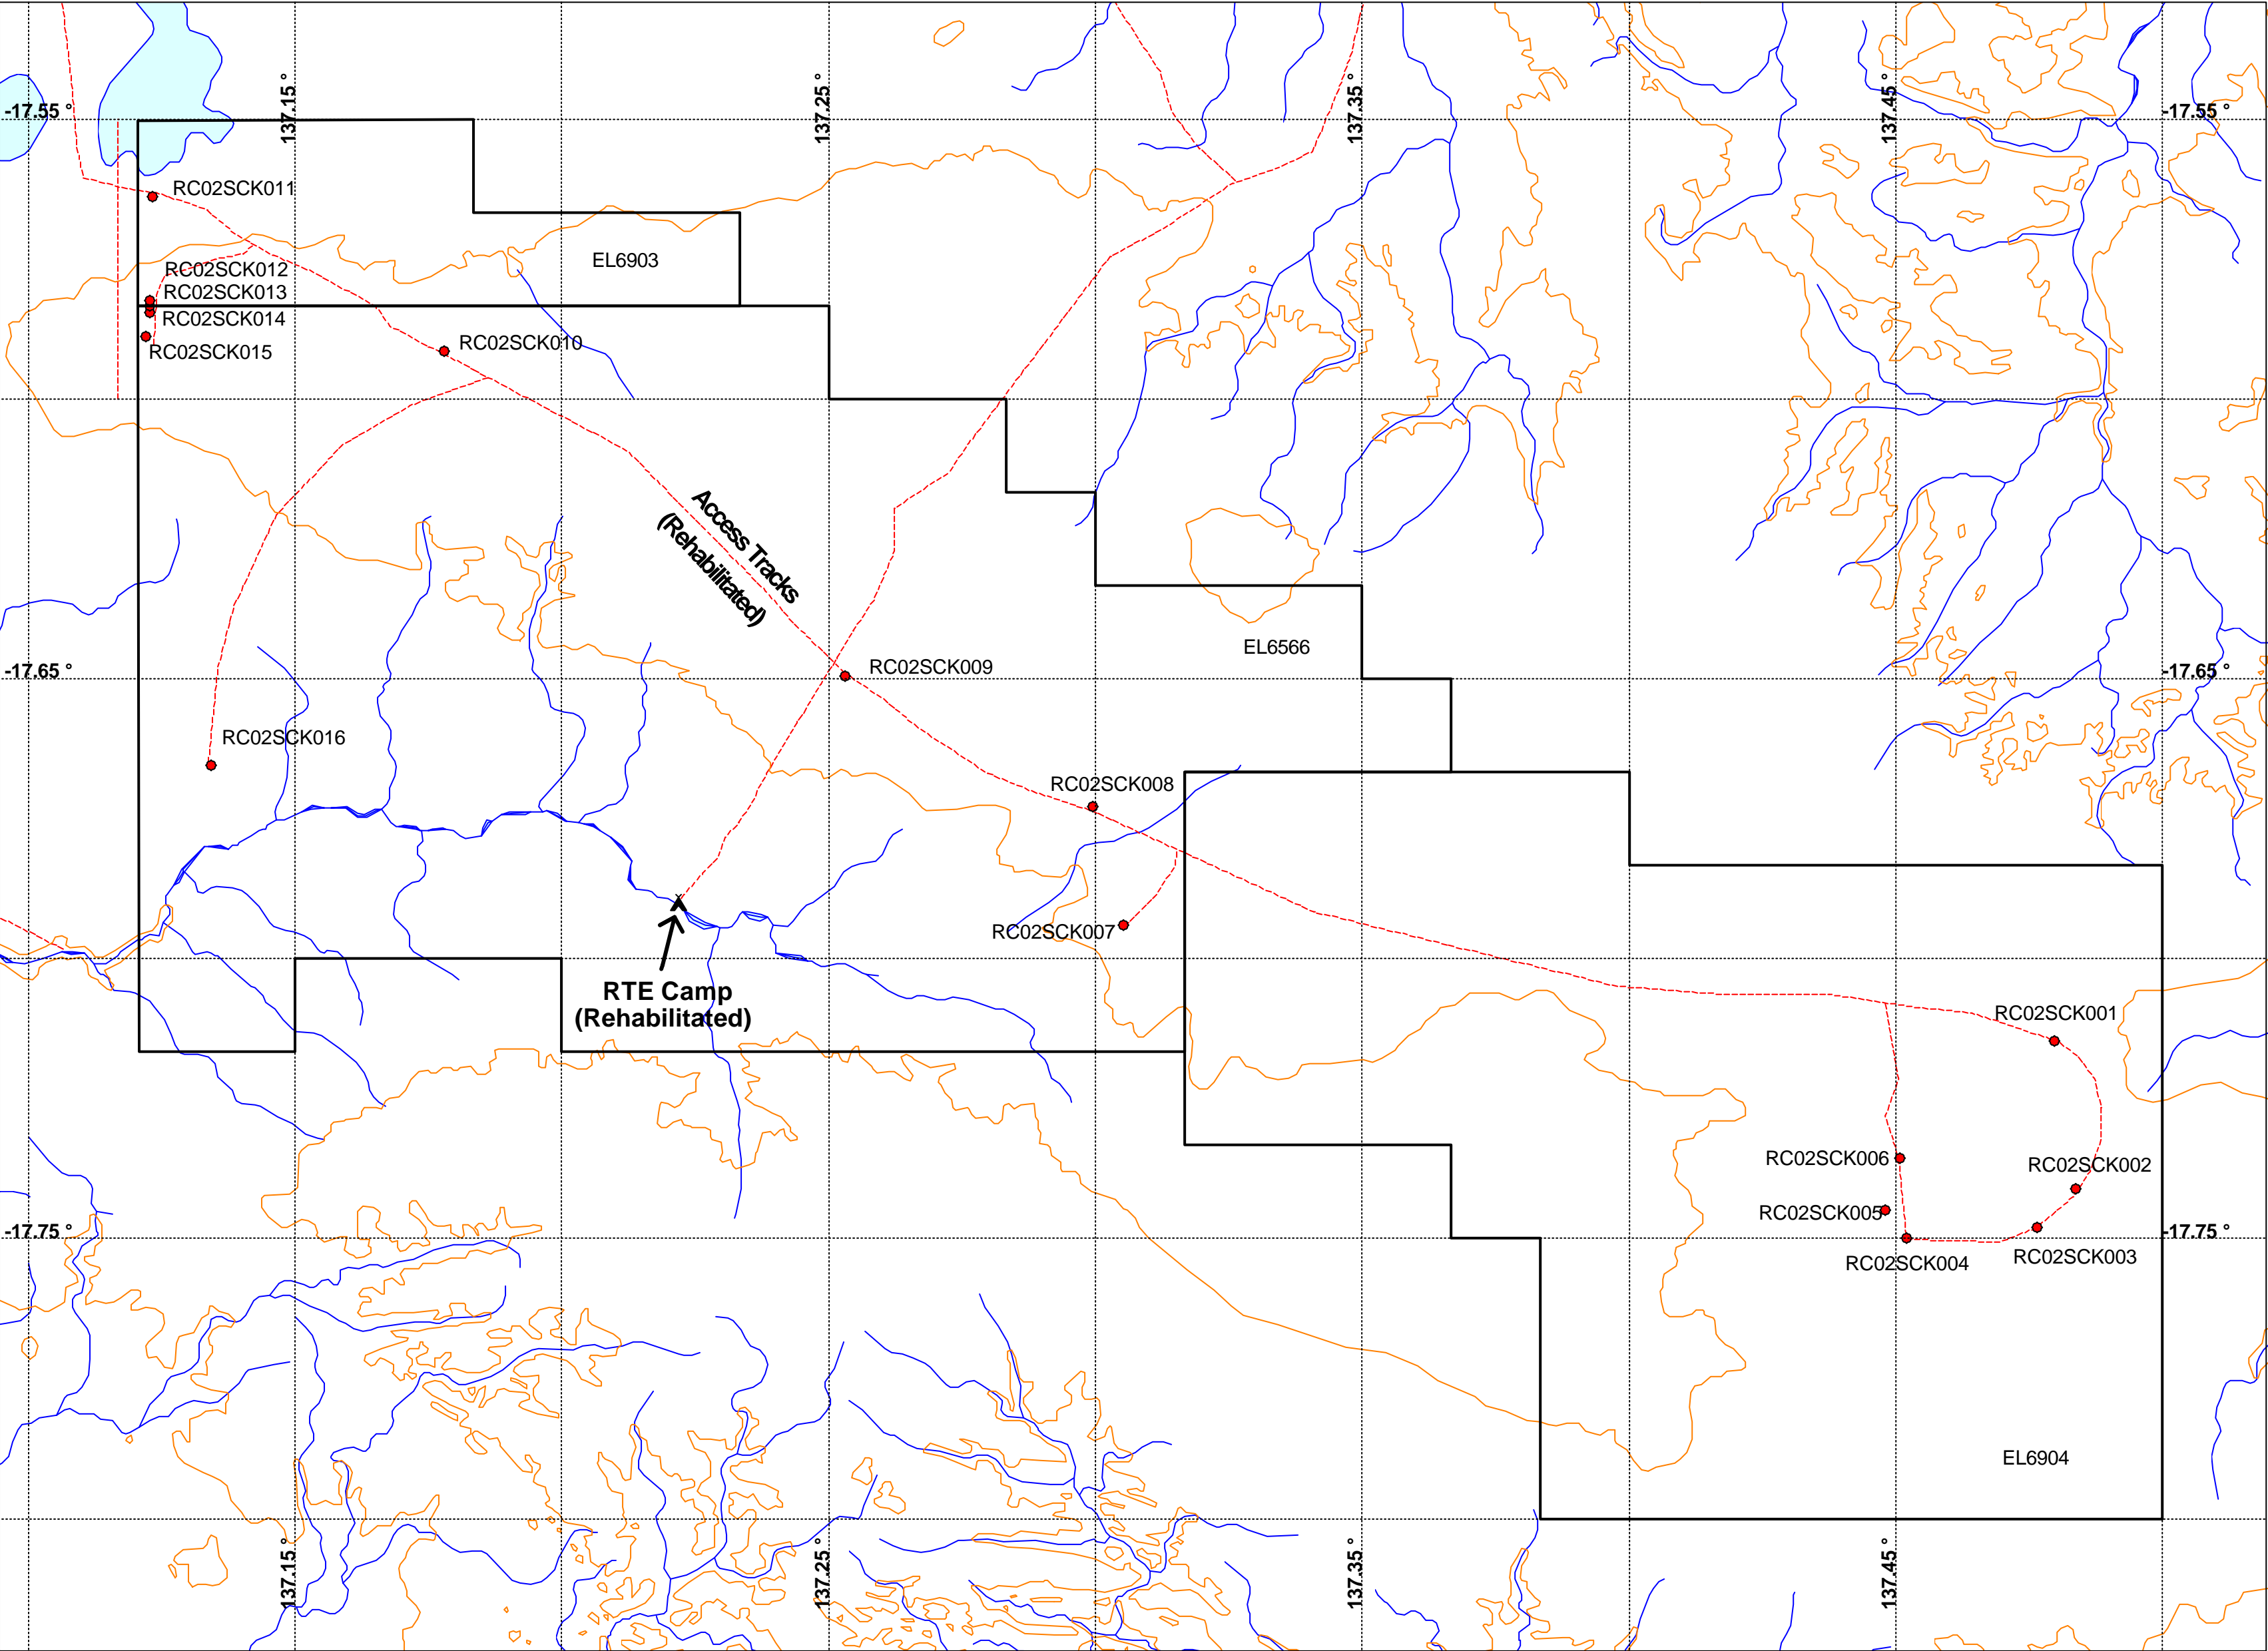 137.15 °
137.25 °
137.35 °
137.45 °
-17.55 °
-17.55 °
RC02SCK011
EL6903
RC02SCK012
RC02SCK013
RC02SCK014
RC02SCK010
RC02SCK015
Access Tracks
(Rehabilitated)
EL6566
RC02SCK009
-17.65 °
-17.65 °
RC02SCK016
RC02SCK008
RC02SCK007
RTE Camp
(Rehabilitated)
RC02SCK001
RC02SCK006
RC02SCK002
RC02SCK005
-17.75 °
-17.75 °
RC02SCK004
RC02SCK003
EL6904
137.15 °
137.25 °
137.35 °
137.45 °